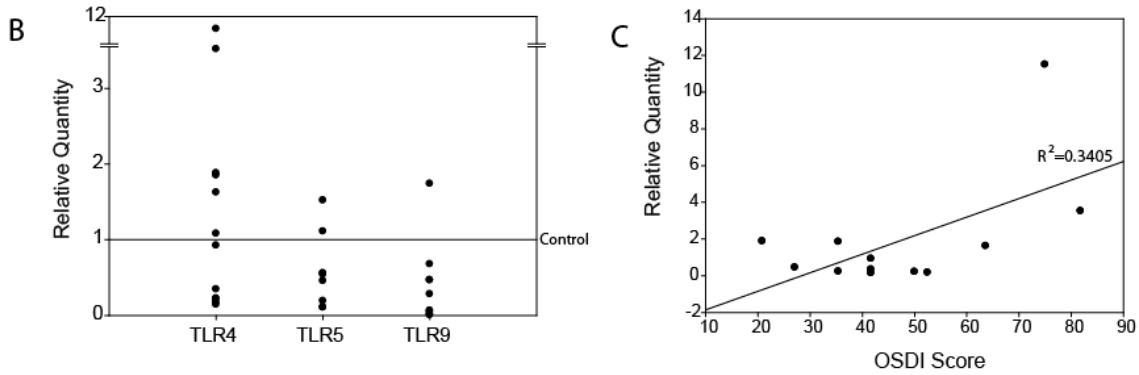 B
Relative Quantity
12
3
2
1
0
Control
TLR4 TLR5 TLR9
C
Relative Quantity
14
12
10
8
6
4
2
0
-2
R²=0.3405
10 20 30 40 50 60 70 80 90
OSDI Score